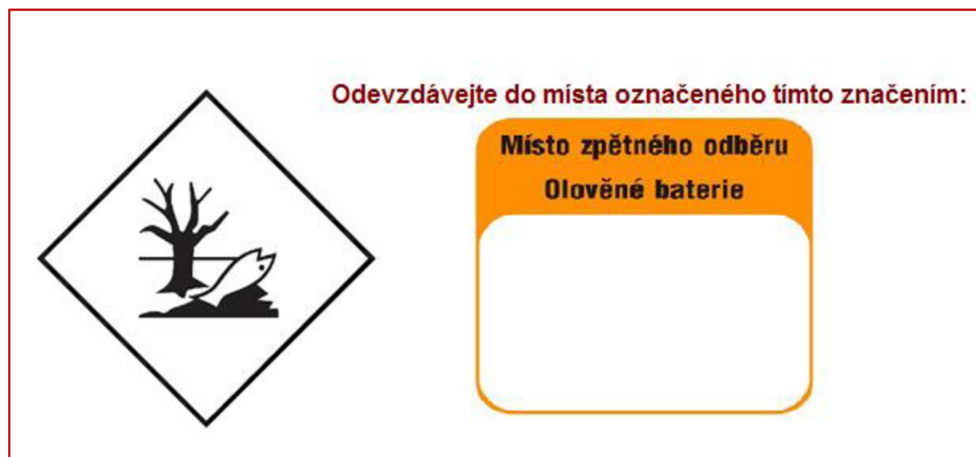 Odevzdávejte do místa označeného tímto značením:
Místo zpětného odběru
Olověné baterie